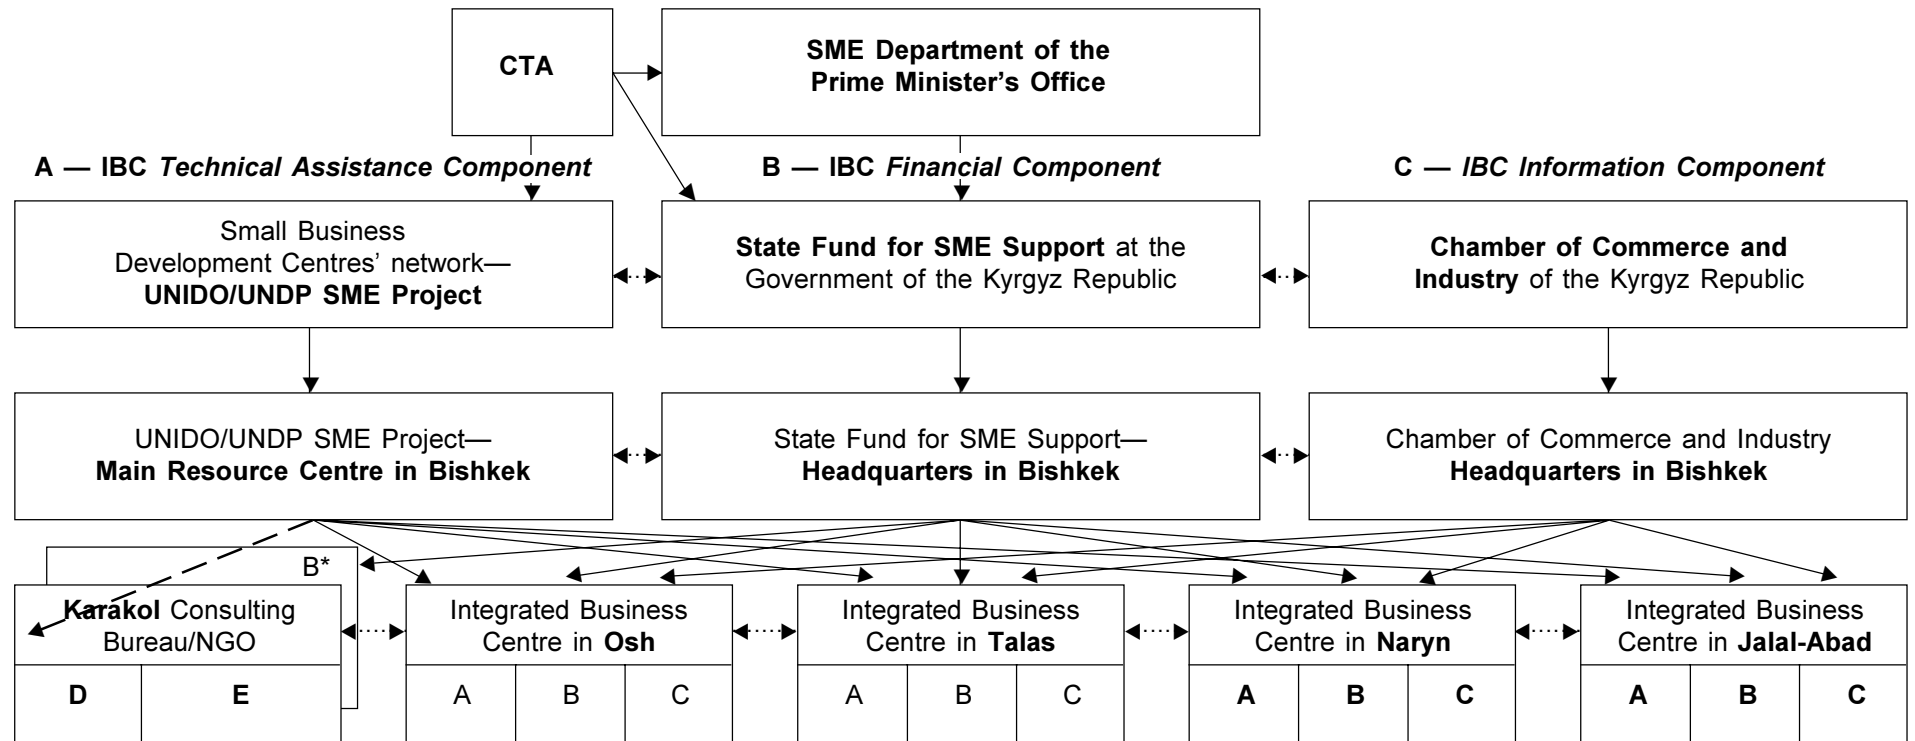 CTA
SME Department of the
Prime Minister’s Office
A — IBC Technical Assistance Component
B — IBC Financial Component
C — IBC Information Component
Small Business
Development Centres’ network—
UNIDO/UNDP SME Project
State Fund for SME Support at the
Government of the Kyrgyz Republic
Chamber of Commerce and
Industry of the Kyrgyz Republic
UNIDO/UNDP SME Project—
Main Resource Centre in Bishkek
State Fund for SME Support—
Headquarters in Bishkek
Chamber of Commerce and Industry
Headquarters in Bishkek
B*
Karakol Consulting
Bureau/NGO
Integrated Business
Centre in Osh
Integrated Business
Centre in Talas
Integrated Business
Centre in Naryn
Integrated Business
Centre in Jalal-Abad
D E
A B C
A B C
A B C
A B C